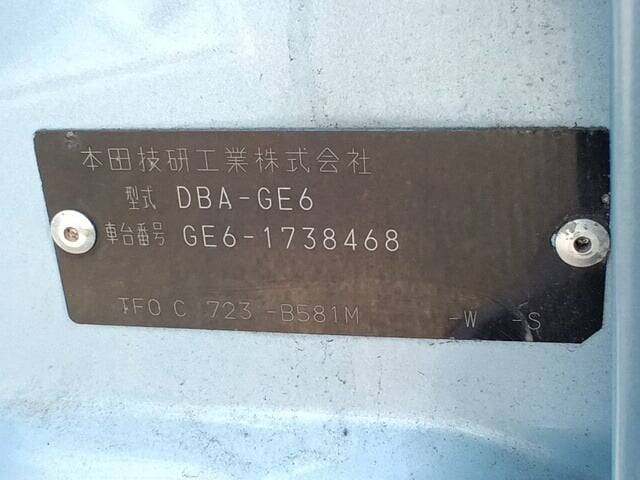 本田技研工業株式会社
型式 DBA-GE6
車台番号 GE6-1738468
TF0 C 723 -B581M -W -S